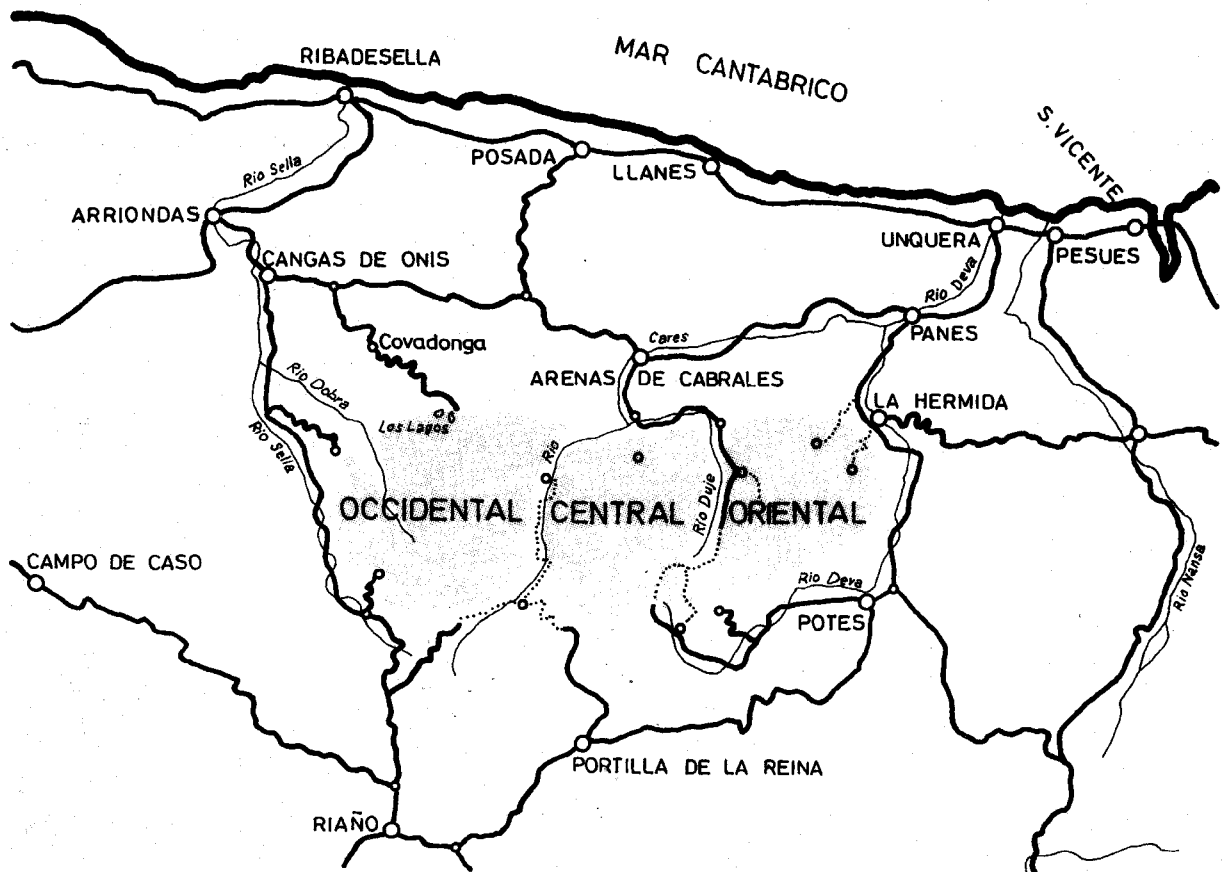 RIBADESELLA
MAR CANTABRICO
S. VICENTE
POSADA
LLANES
Rio Sella
ARRIONDAS
UNQUERA
PESUES
CANGAS DE ONIS
Rio Deva
PANES
Covadonga
Cares
ARENAS DE CABRALES
Rio Dobra
LA HERMIDA
Los Lagos
Rio Sella
Rio
Rio Duje
OCCIDENTAL CENTRAL ORIENTAL
CAMPO DE CASO
Rio Deva
Rio Nansa
POTES
PORTILLA DE LA REINA
RIAÑO